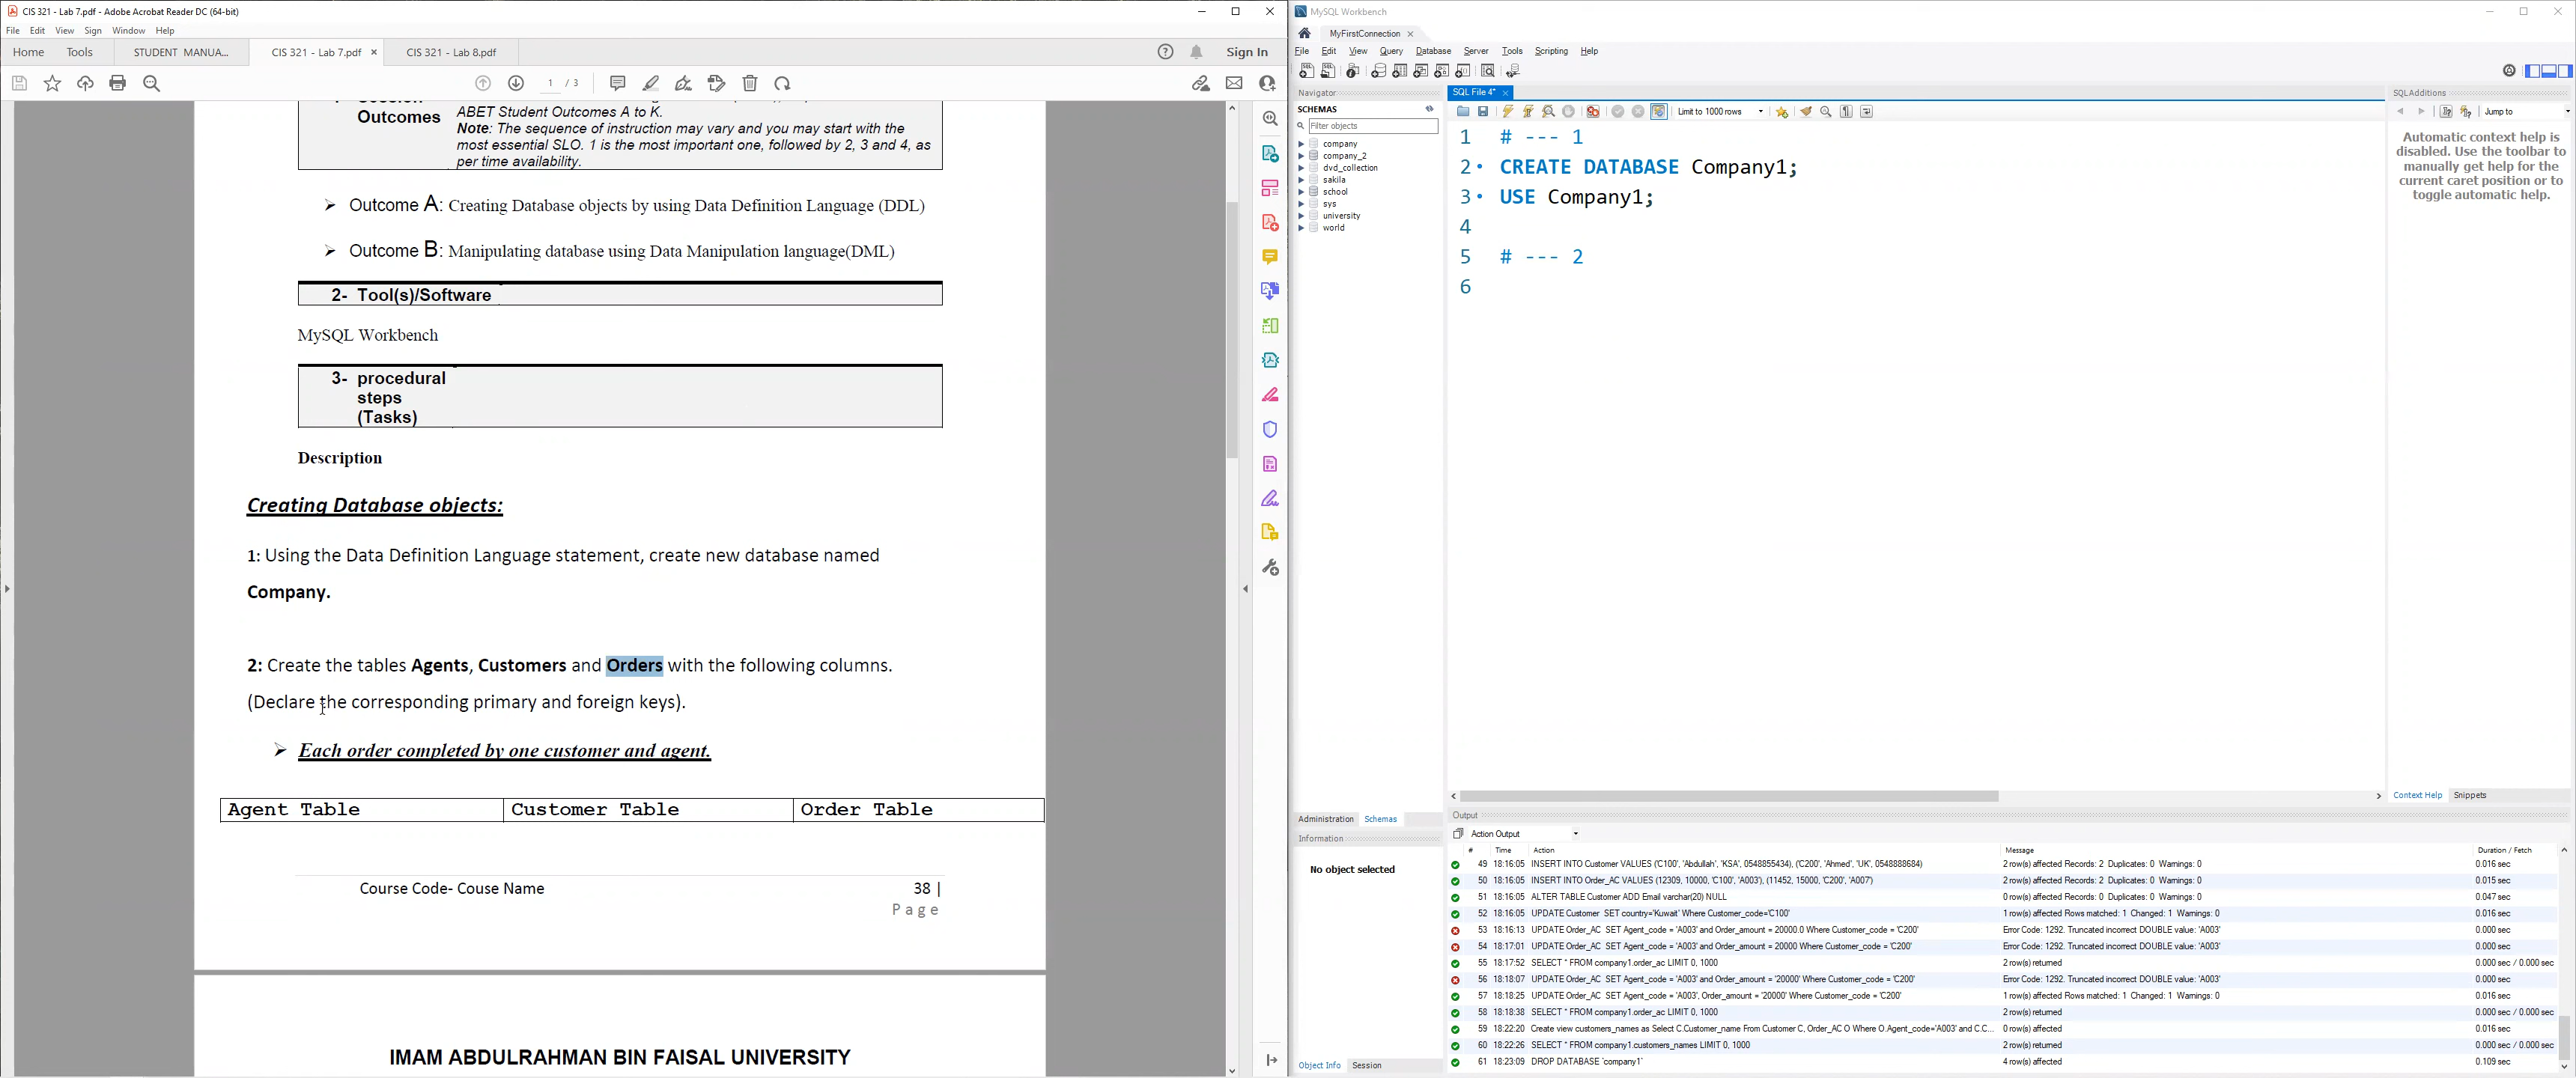 CIS 321 - Lab 7.pdf - Adobe Acrobat Reader DC (64-bit)
File Edit View Sign Window Help
Home Tools STUDENT MANUA... CIS 321 - Lab 7.pdf × CIS 321 - Lab 8.pdf Sign In
1 / 3
Outcomes
ABET Student Outcomes A to K.
Note: The sequence of instruction may vary and you may start with the
most essential SLO. 1 is the most important one, followed by 2, 3 and 4, as
per time availability.
➢ Outcome A: Creating Database objects by using Data Definition Language (DDL)
➢ Outcome B: Manipulating database using Data Manipulation language(DML)
2- Tool(s)/Software
MySQL Workbench
3- procedural
steps
(Tasks)
Description
Creating Database objects:
1: Using the Data Definition Language statement, create new database named
Company.
2: Create the tables Agents, Customers and Orders with the following columns.
(Declare the corresponding primary and foreign keys).
➢ Each order completed by one customer and agent.
Agent Table Customer Table Order Table
Course Code- Couse Name 38 |
Page
IMAM ABDULRAHMAN BIN FAISAL UNIVERSITY
MySQL Workbench
MyFirstConnection ×
File Edit View Query Database Server Tools Scripting Help
Navigator
SCHEMAS
Filter objects
company
company_2
dvd_collection
sakila
school
sys
university
world
Administration Schemas
Information
No object selected
Object Info Session
SQL File 4* ×
Limit to 1000 rows
1 # --- 1
2 • CREATE DATABASE Company1;
3 • USE Company1;
4
5 # --- 2
6
SQLAdditions
Jump to
Automatic context help is
disabled. Use the toolbar to
manually get help for the
current caret position or to
toggle automatic help.
Context Help Snippets
Output
Action Output
# Time Action Message Duration / Fetch
49 18:16:05 INSERT INTO Customer VALUES ('C100', 'Abdullah', 'KSA', 0548855434), ('C200', 'Ahmed', 'UK', 0548888684) 2 row(s) affected Records: 2 Duplicates: 0 Warnings: 0 0.016 sec
50 18:16:05 INSERT INTO Order_AC VALUES (12309, 10000, 'C100', 'A003'), (11452, 15000, 'C200', 'A007') 2 row(s) affected Records: 2 Duplicates: 0 Warnings: 0 0.015 sec
51 18:16:05 ALTER TABLE Customer ADD Email varchar(20) NULL 0 row(s) affected Records: 0 Duplicates: 0 Warnings: 0 0.047 sec
52 18:16:05 UPDATE Customer SET country='Kuwait' Where Customer_code='C100' 1 row(s) affected Rows matched: 1 Changed: 1 Warnings: 0 0.016 sec
53 18:16:13 UPDATE Order_AC SET Agent_code = 'A003' and Order_amount = 20000.0 Where Customer_code = 'C200' Error Code: 1292. Truncated incorrect DOUBLE value: 'A003' 0.000 sec
54 18:17:01 UPDATE Order_AC SET Agent_code = 'A003' and Order_amount = 20000 Where Customer_code = 'C200' Error Code: 1292. Truncated incorrect DOUBLE value: 'A003' 0.000 sec
55 18:17:52 SELECT * FROM company1.order_ac LIMIT 0, 1000 2 row(s) returned 0.000 sec / 0.000 sec
56 18:18:07 UPDATE Order_AC SET Agent_code = 'A003' and Order_amount = '20000' Where Customer_code = 'C200' Error Code: 1292. Truncated incorrect DOUBLE value: 'A003' 0.000 sec
57 18:18:25 UPDATE Order_AC SET Agent_code = 'A003', Order_amount = '20000' Where Customer_code = 'C200' 1 row(s) affected Rows matched: 1 Changed: 1 Warnings: 0 0.016 sec
58 18:18:38 SELECT * FROM company1.order_ac LIMIT 0, 1000 2 row(s) returned 0.000 sec / 0.000 sec
59 18:22:20 Create view customers_names as Select C.Customer_name From Customer C, Order_AC O Where O.Agent_code='A003' and C.C... 0 row(s) affected 0.016 sec
60 18:22:26 SELECT * FROM company1.customers_names LIMIT 0, 1000 2 row(s) returned 0.000 sec / 0.000 sec
61 18:23:09 DROP DATABASE `company1` 4 row(s) affected 0.109 sec